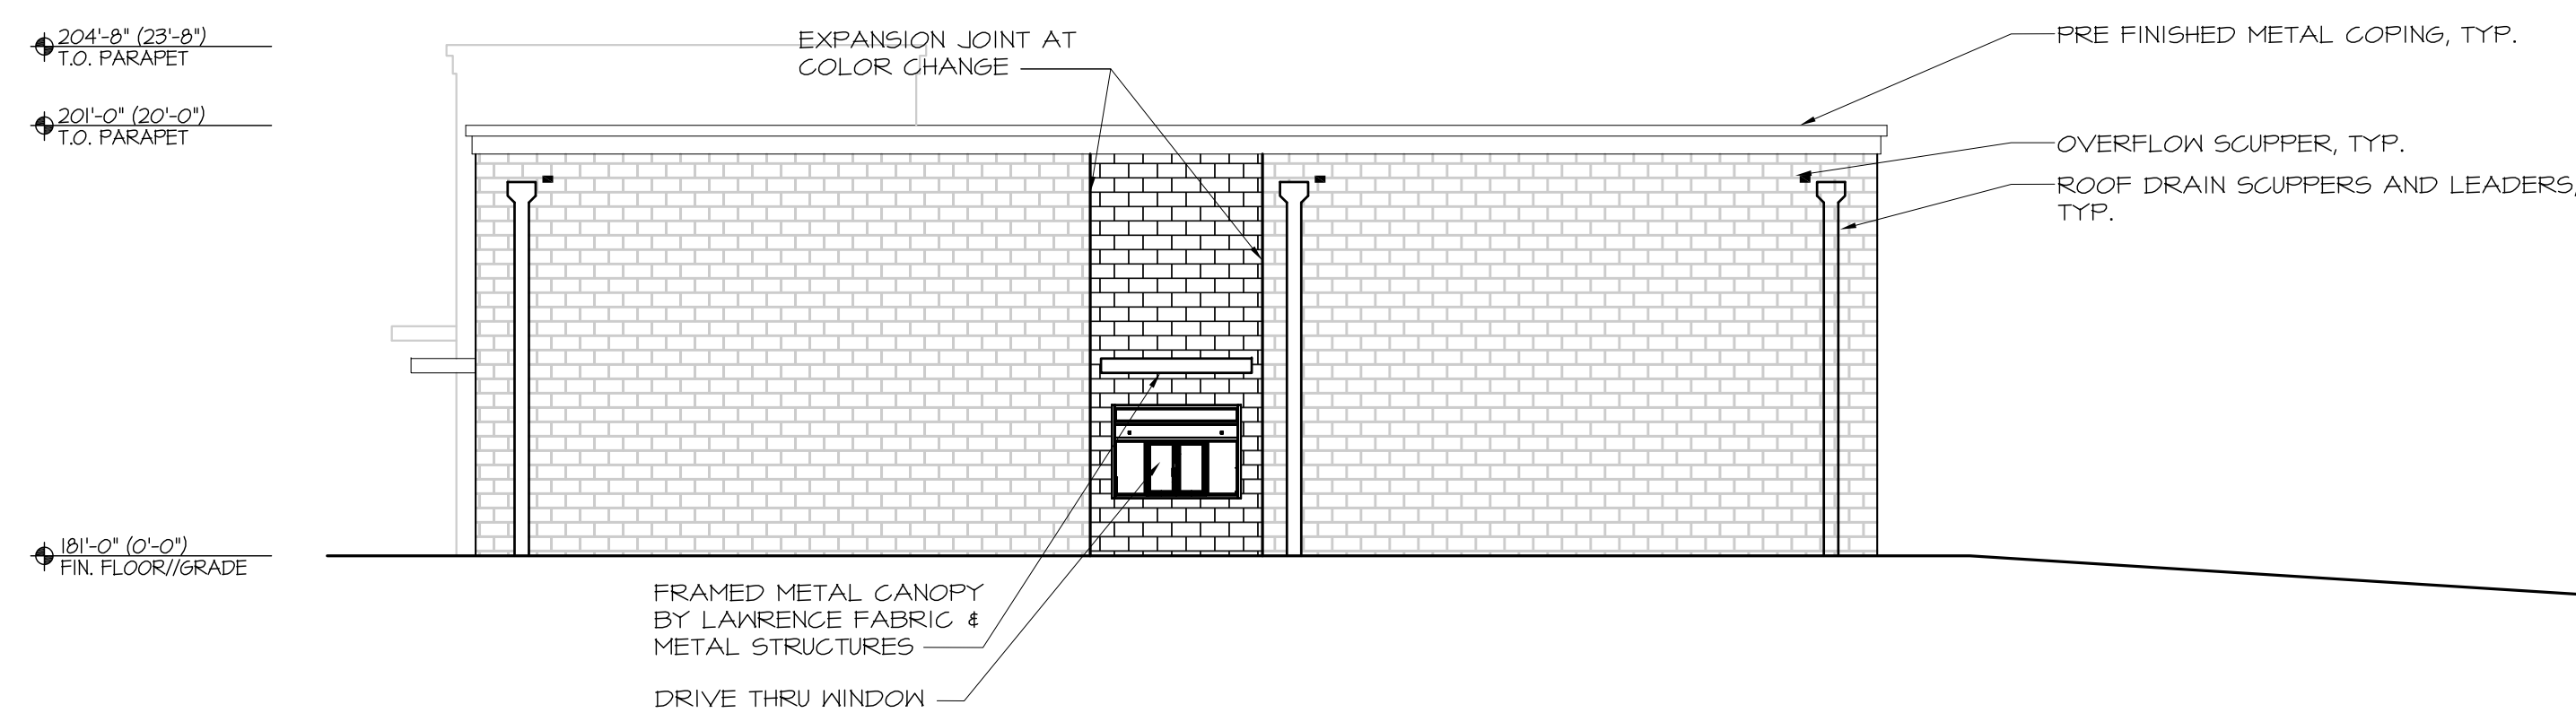 204'-8" (23'-8")
T.O. PARAPET
201'-0" (20'-0")
T.O. PARAPET
181'-0" (0'-0")
FIN. FLOOR//GRADE
EXPANSION JOINT AT
COLOR CHANGE
PRE FINISHED METAL COPING, TYP.
OVERFLOW SCUPPER, TYP.
ROOF DRAIN SCUPPERS AND LEADERS,
TYP.
FRAMED METAL CANOPY
BY LAWRENCE FABRIC &
METAL STRUCTURES
DRIVE THRU WINDOW